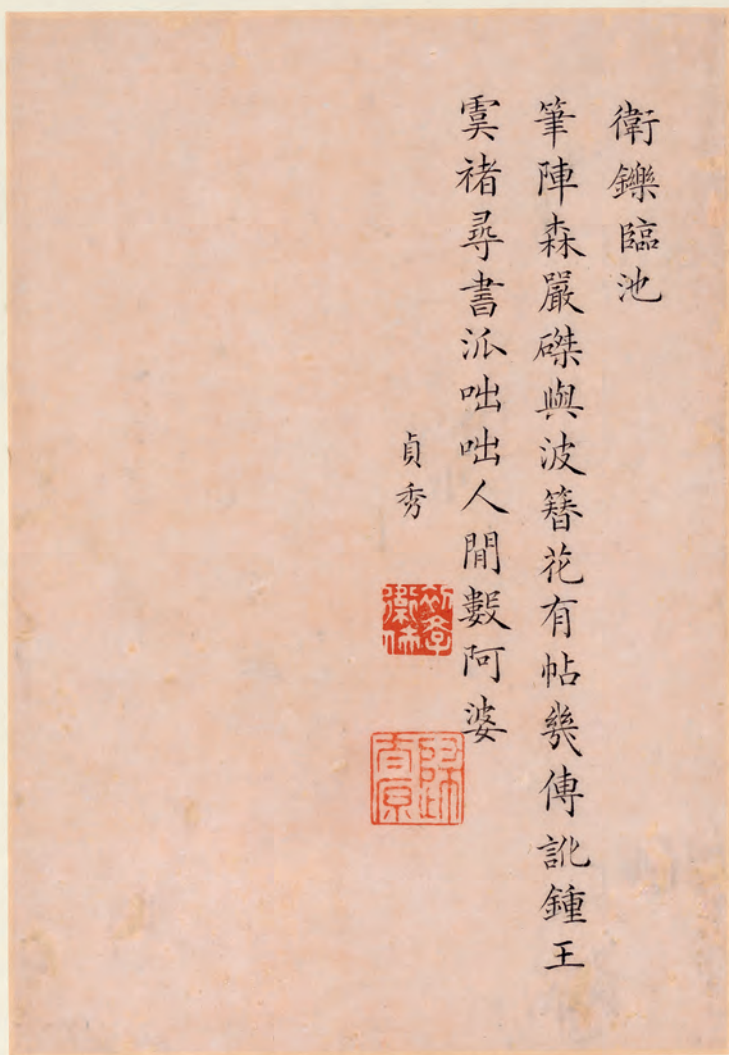 衛鑠臨池
筆陣森嚴磔與波簪花有帖幾傳訛鍾王
虞褚尋書派咄咄人間數阿婆
貞秀